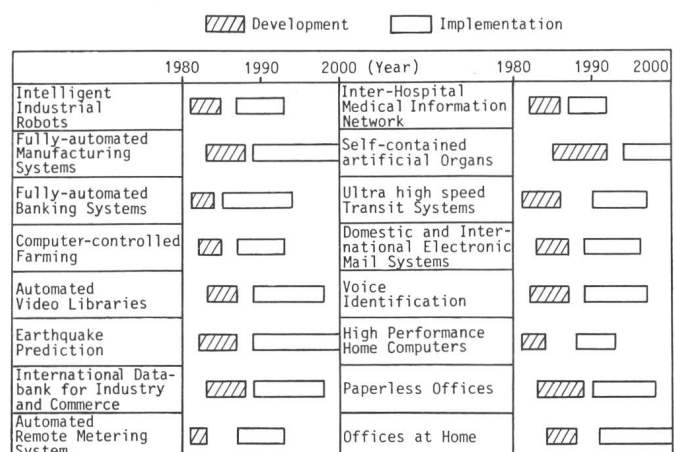 Development Implementation
1980 1990 2000 (Year) 1980 1990 2000
Intelligent
Industrial
Robots
Fully-automated
Manufacturing
Systems
Fully-automated
Banking Systems
Computer-controlled
Farming
Automated
Video Libraries
Earthquake
Prediction
International Data-
bank for Industry
and Commerce
Automated
Remote Metering
System
Inter-Hospital
Medical Information
Network
Self-contained
artificial Organs
Ultra high speed
Transit Systems
Domestic and Inter-
national Electronic
Mail Systems
Voice
Identification
High Performance
Home Computers
Paperless Offices
Offices at Home